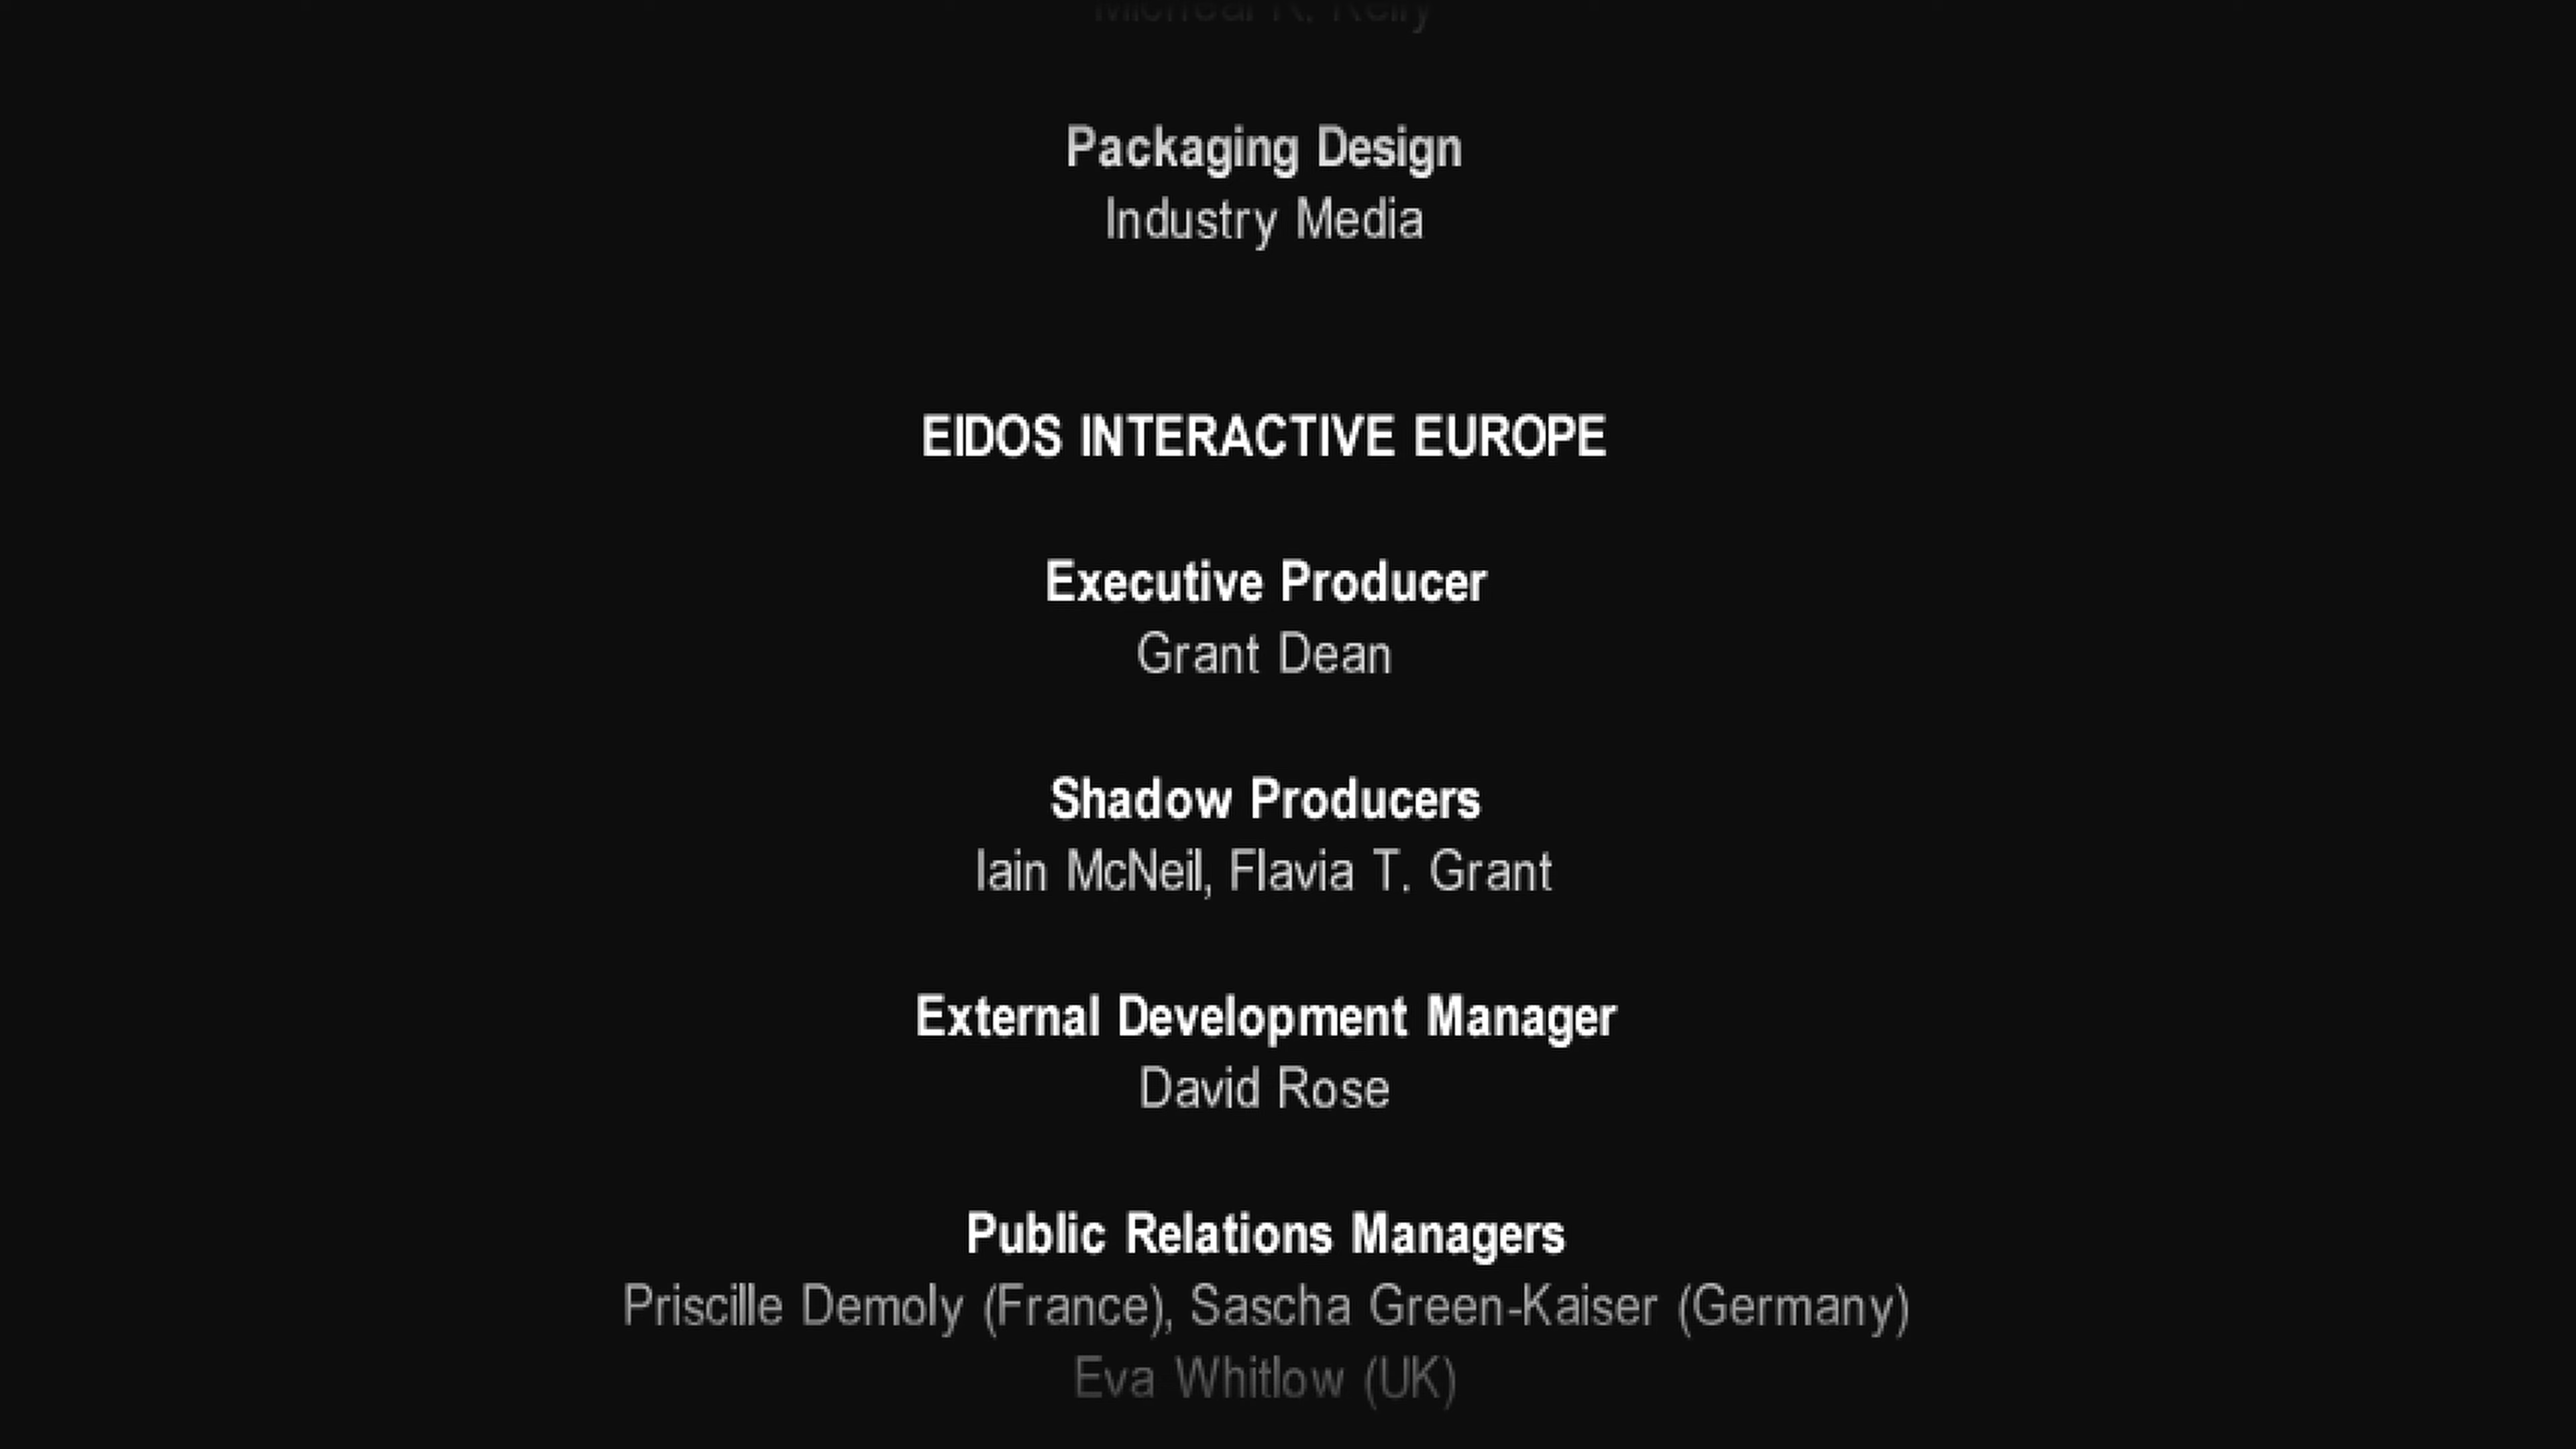 Packaging Design
Industry Media
EIDOS INTERACTIVE EUROPE
Executive Producer
Grant Dean
Shadow Producers
Iain McNeil, Flavia T. Grant
External Development Manager
David Rose
Public Relations Managers
Priscille Demoly (France), Sascha Green-Kaiser (Germany)
Eva Whitlow (UK)